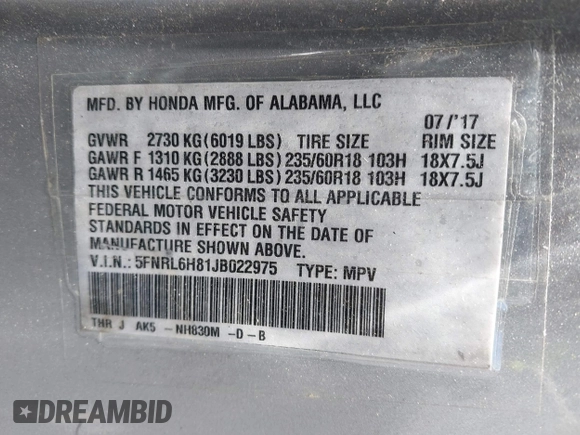 MFD. BY HONDA MFG. OF ALABAMA, LLC
07 /'17
GVWR 2730 KG (6019 LBS) TIRE SIZE RIM SIZE
GAWR F 1310 KG (2888 LBS) 235/60R18 103H 18X7.5J
GAWR R 1465 KG (3230 LBS) 235/60R18 103H 18X7.5J
THIS VEHICLE CONFORMS TO ALL APPLICABLE
FEDERAL MOTOR VEHICLE SAFETY
STANDARDS IN EFFECT ON THE DATE OF
MANUFACTURE SHOWN ABOVE.
V.I.N.: 5FNRL6H81JB022975 TYPE: MPV
THR J AK5 - NH830M - D - B
DREAMBID